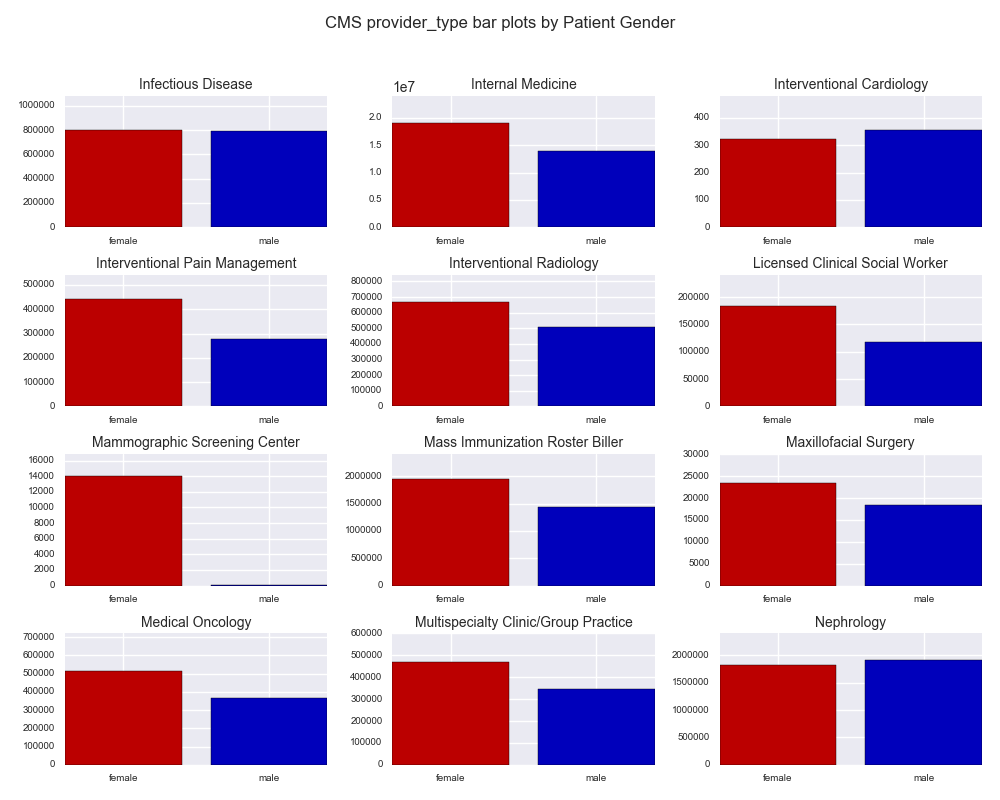 CMS provider_type bar plots by Patient Gender
Infectious Disease
1000000
800000
600000
400000
200000
0
female male
Internal Medicine
1e7
2.0
1.5
1.0
0.5
0.0
female male
Interventional Cardiology
400
300
200
100
0
female male
Interventional Pain Management
500000
400000
300000
200000
100000
0
female male
Interventional Radiology
800000
700000
600000
500000
400000
300000
200000
100000
0
female male
Licensed Clinical Social Worker
200000
150000
100000
50000
0
female male
Mammographic Screening Center
16000
14000
12000
10000
8000
6000
4000
2000
0
female male
Mass Immunization Roster Biller
2000000
1500000
1000000
500000
0
female male
Maxillofacial Surgery
30000
25000
20000
15000
10000
5000
0
female male
Medical Oncology
700000
600000
500000
400000
300000
200000
100000
0
female male
Multispecialty Clinic/Group Practice
600000
500000
400000
300000
200000
100000
0
female male
Nephrology
2000000
1500000
1000000
500000
0
female male